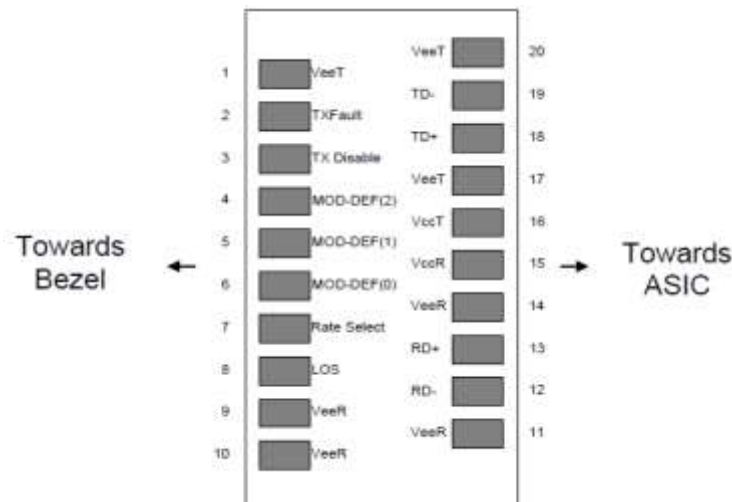 VeeT 20
1 VeeT
TD- 19
2 TXFault
TD+ 18
3 TX Disable
VeeT 17
4 MOD-DEF(2)
VccT 16
5 MOD-DEF(1)
Towards Bezel
VccR 15
Towards ASIC
6 MOD-DEF(0)
VeeR 14
7 Rate Select
RD+ 13
8 LOS
RD- 12
9 VeeR
VeeR 11
10 VeeR